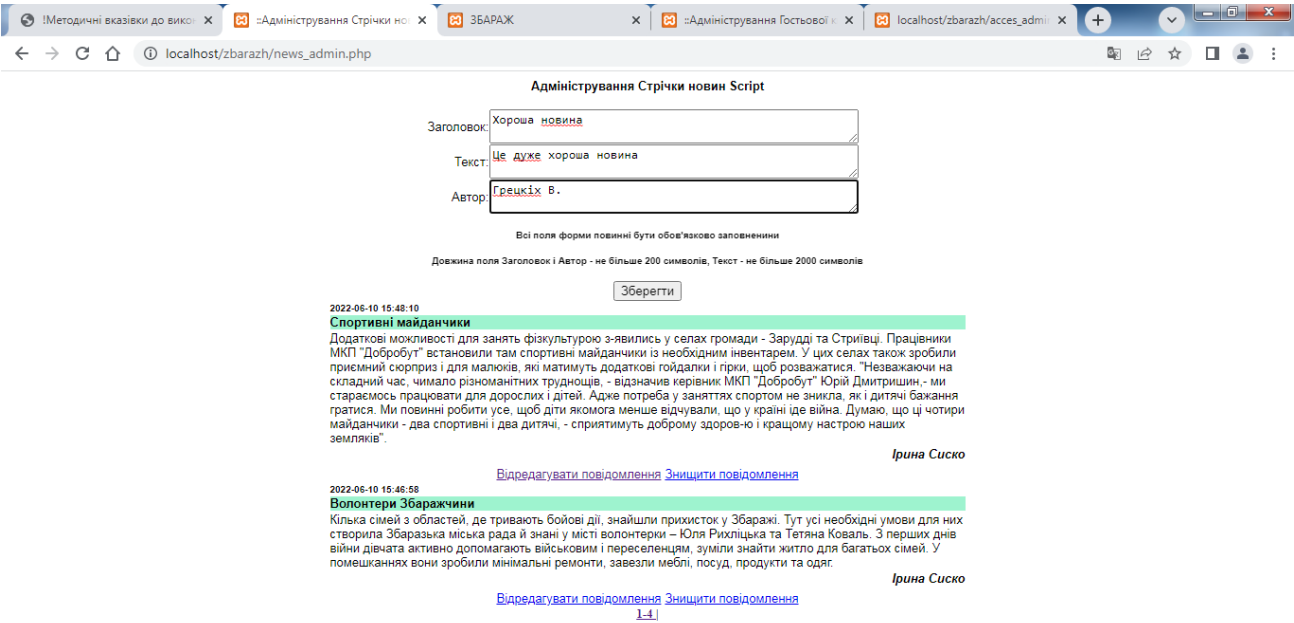 !Методичні вказівки до викон
::Адміністрування Стрічки нов
ЗБАРАЖ
::Адміністрування Гостьової к
localhost/zbarazh/acces_admi
localhost/zbarazh/news_admin.php
Адміністрування Стрічки новин Script
Заголовок: Хороша новина
Текст: Це дуже хороша новина
Автор: Грецкіх В.
Всі поля форми повинні бути обов'язково заповненини
Довжина поля Заголовок і Автор - не більше 200 символів, Текст - не більше 2000 символів
Зберегти
2022-06-10 15:48:10
Спортивні майданчики
Додаткові можливості для занять фізкультурою з-явились у селах громади - Зарудді та Стриївці. Працівники
МКП "Добробут" встановили там спортивні майданчики із необхідним інвентарем. У цих селах також зробили
приємний сюрприз і для малюків, які матимуть додаткові гойдалки і гірки, щоб розважатися. "Незважаючи на
складний час, чимало різноманітних труднощів, - відзначив керівник МКП "Добробут" Юрій Дмитришин,- ми
стараємось працювати для дорослих і дітей. Адже потреба у заняттях спортом не зникла, як і дитячі бажання
гратися. Ми повинні робити усе, щоб діти якомога менше відчували, що у країні іде війна. Думаю, що ці чотири
майданчики - два спортивні і два дитячі, - сприятимуть доброму здоров-ю і кращому настрою наших
земляків".
Ірина Сиско
Відредагувати повідомлення Знищити повідомлення
2022-06-10 15:46:58
Волонтери Збаражчини
Кілька сімей з областей, де тривають бойові дії, знайшли прихисток у Збаражі. Тут усі необхідні умови для них
створила Збаразька міська рада й знані у місті волонтерки – Юля Рихліцька та Тетяна Коваль. З перших днів
війни дівчата активно допомагають військовим і переселенцям, зуміли знайти житло для багатьох сімей. У
помешканнях вони зробили мінімальні ремонти, завезли меблі, посуд, продукти та одяг.
Ірина Сиско
Відредагувати повідомлення Знищити повідомлення
1-4 |